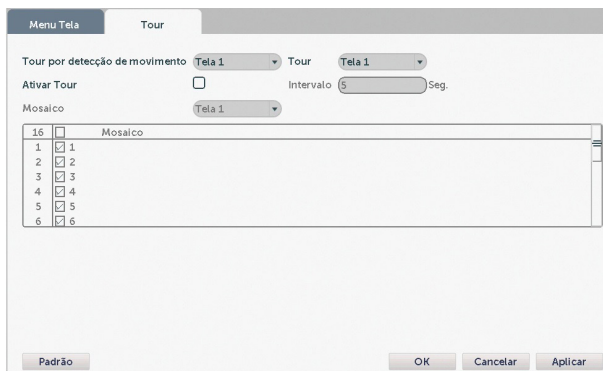 Menu Tela Tour
Tour por detecção de movimento Tela 1 Tour Tela 1
Ativar Tour Intervalo 5 Seg.
Mosaico Tela 1
16 Mosaico
1 1
2 2
3 3
4 4
5 5
6 6
Padrão OK Cancelar Aplicar